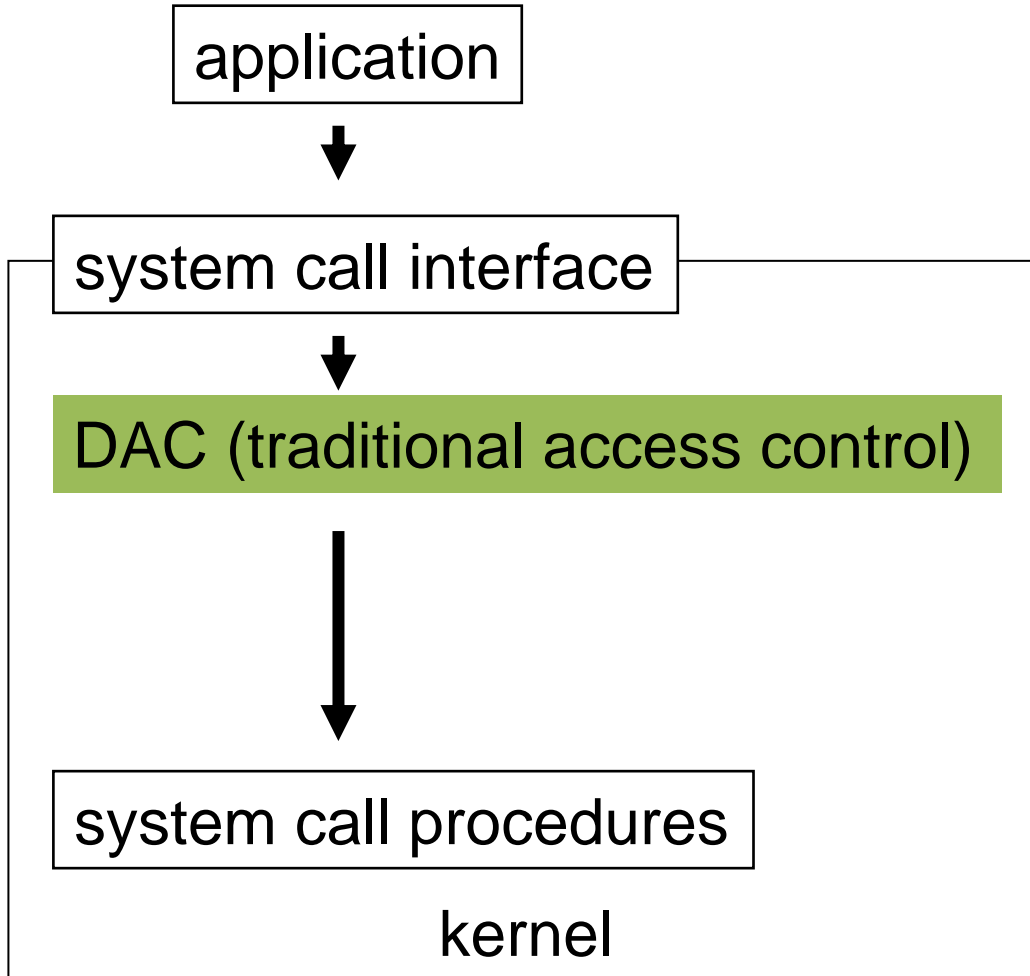 application
system call interface
DAC (traditional access control)
system call procedures
kernel